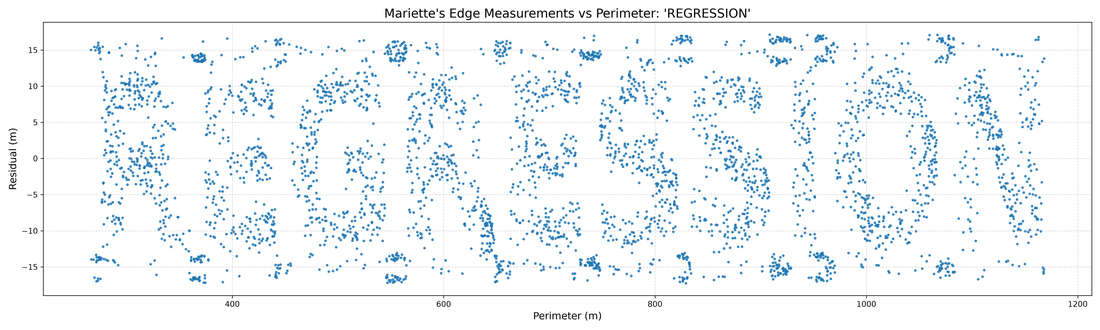 Mariette's Edge Measurements vs Perimeter: 'REGRESSION'
Residual (m)
15
10
5
0
−5
−10
−15
REGRESSION
400 600 800 1000 1200
Perimeter (m)